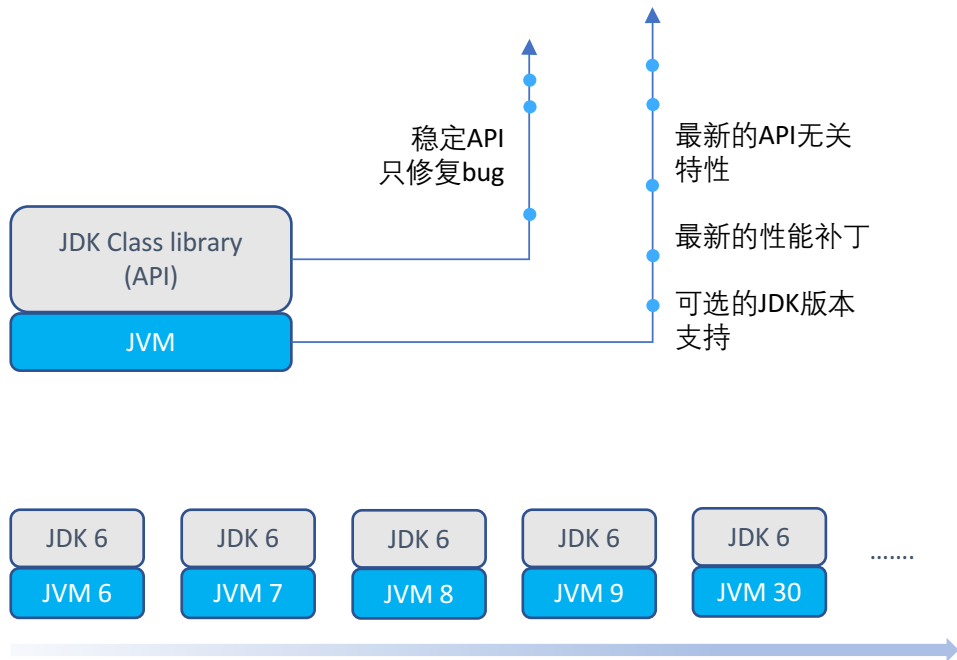 稳定API
只修复bug
最新的API无关
特性
最新的性能补丁
可选的JDK版本
支持
JDK Class library
(API)
JVM
JDK 6
JDK 6
JDK 6
JDK 6
JDK 6
.......
JVM 6
JVM 7
JVM 8
JVM 9
JVM 30